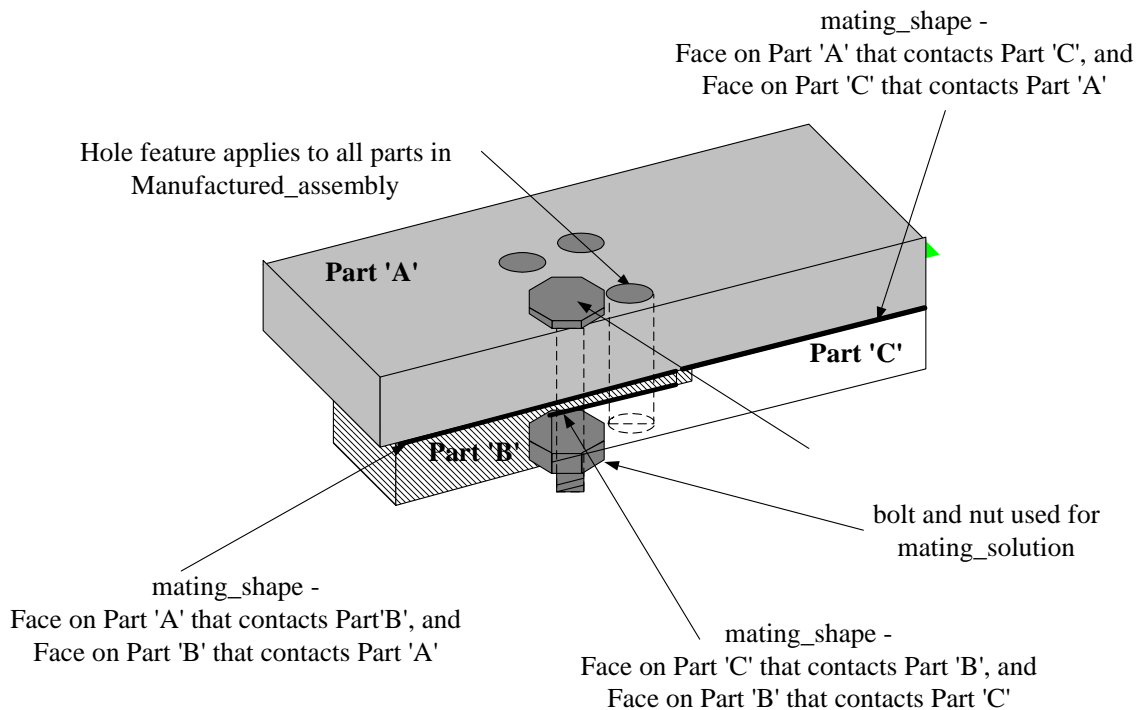 mating_shape -
Face on Part 'A' that contacts Part 'C', and
Face on Part 'C' that contacts Part 'A'
Hole feature applies to all parts in
Manufactured_assembly
Part 'A'
Part 'C'
Part 'B'
bolt and nut used for
mating_solution
mating_shape -
Face on Part 'A' that contacts Part'B', and
Face on Part 'B' that contacts Part 'A'
mating_shape -
Face on Part 'C' that contacts Part 'B', and
Face on Part 'B' that contacts Part 'C'